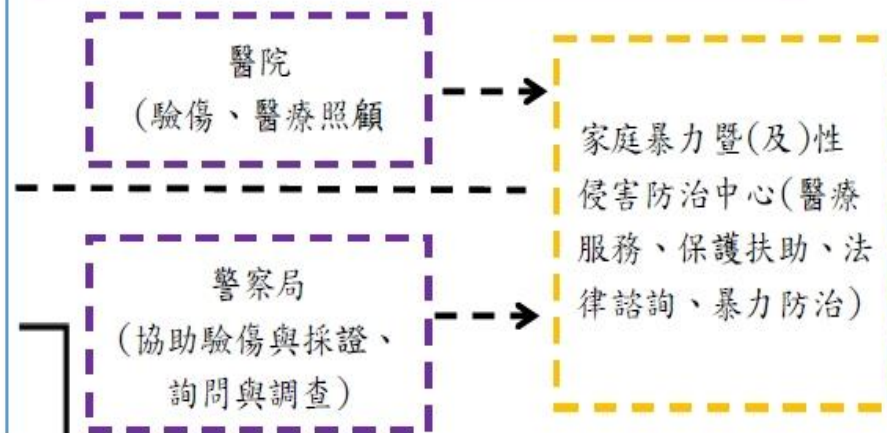 醫院
(驗傷、醫療照顧
家庭暴力暨(及)性
侵害防治中心(醫療
服務、保護扶助、法
律諮詢、暴力防治)
警察局
(協助驗傷與採證、
詢問與調查)